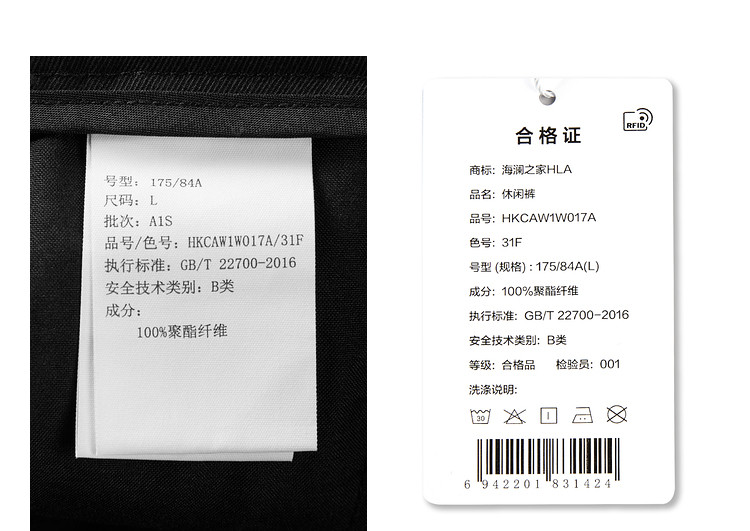 号型: 175/84A
尺码: L
批次: A1S
品号/色号: HKCAW1W017A/31F
执行标准: GB/T 22700-2016
安全技术类别: B类
成分:
100%聚酯纤维
RFID
合格证
商标: 海澜之家HLA
品名: 休闲裤
品号: HKCAW1W017A
色号: 31F
号型 (规格) : 175/84A(L)
成分: 100%聚酯纤维
执行标准: GB/T 22700-2016
安全技术类别: B类
等级: 合格品 检验员: 001
洗涤说明:
30
6 942201 831424